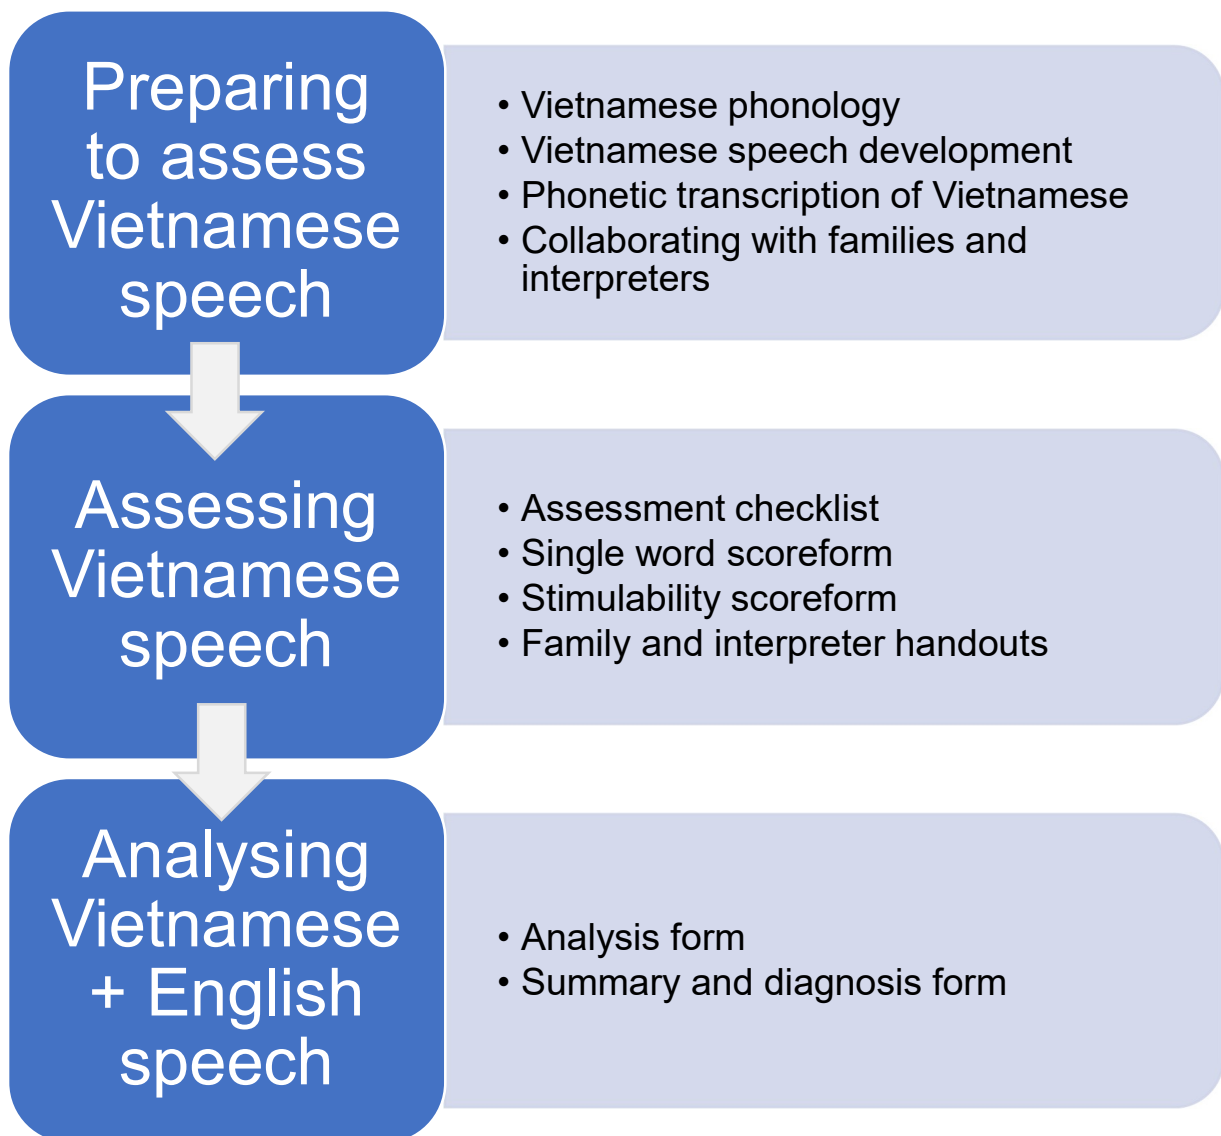 Preparing
to assess
Vietnamese
speech
• Vietnamese phonology
• Vietnamese speech development
• Phonetic transcription of Vietnamese
• Collaborating with families and
interpreters
Assessing
Vietnamese
speech
• Assessment checklist
• Single word scoreform
• Stimulability scoreform
• Family and interpreter handouts
Analysing
Vietnamese
+ English
speech
• Analysis form
• Summary and diagnosis form